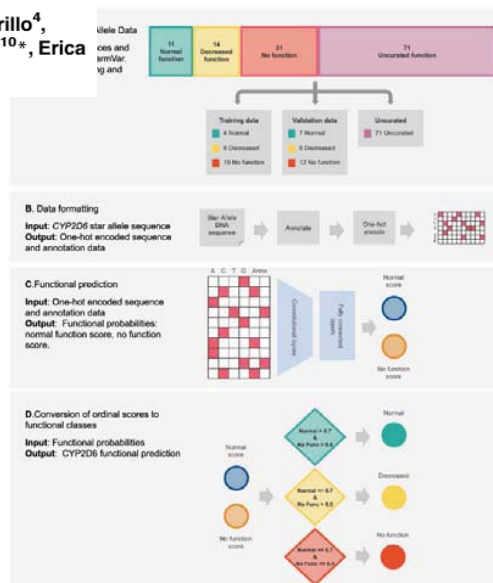 rillo⁴,
¹⁰*, Erica
Allele Data
ces and
armVar.
ing and
11
Normal
function
14
Decreased
function
No function
71
Uncurated
function
Training data
4 Normal
6 Decreased
No function
Validation data
7 Normal
Decreased
12 No function
Uncurated
71 Uncurated
B. Data formatting
Input: CYP2D6 star allele sequence
Output: One-hot encoded sequence
and annotation data
Star Allele
DNA
sequence
Annotate
One-hot
encode
C.Functional prediction
Input: One-hot encoded sequence
and annotation data
Output: Functional probabilities:
normal function score, no function
score.
A C T G Anno
Convolutional layers
Fully connected
layers
Normal
score
No function
score
D.Conversion of ordinal scores to
functional classes
Input: Functional probabilities
Output: CYP2D6 functional prediction
Normal
score
No function
score
&
Normal
&
Decreased
&
No function